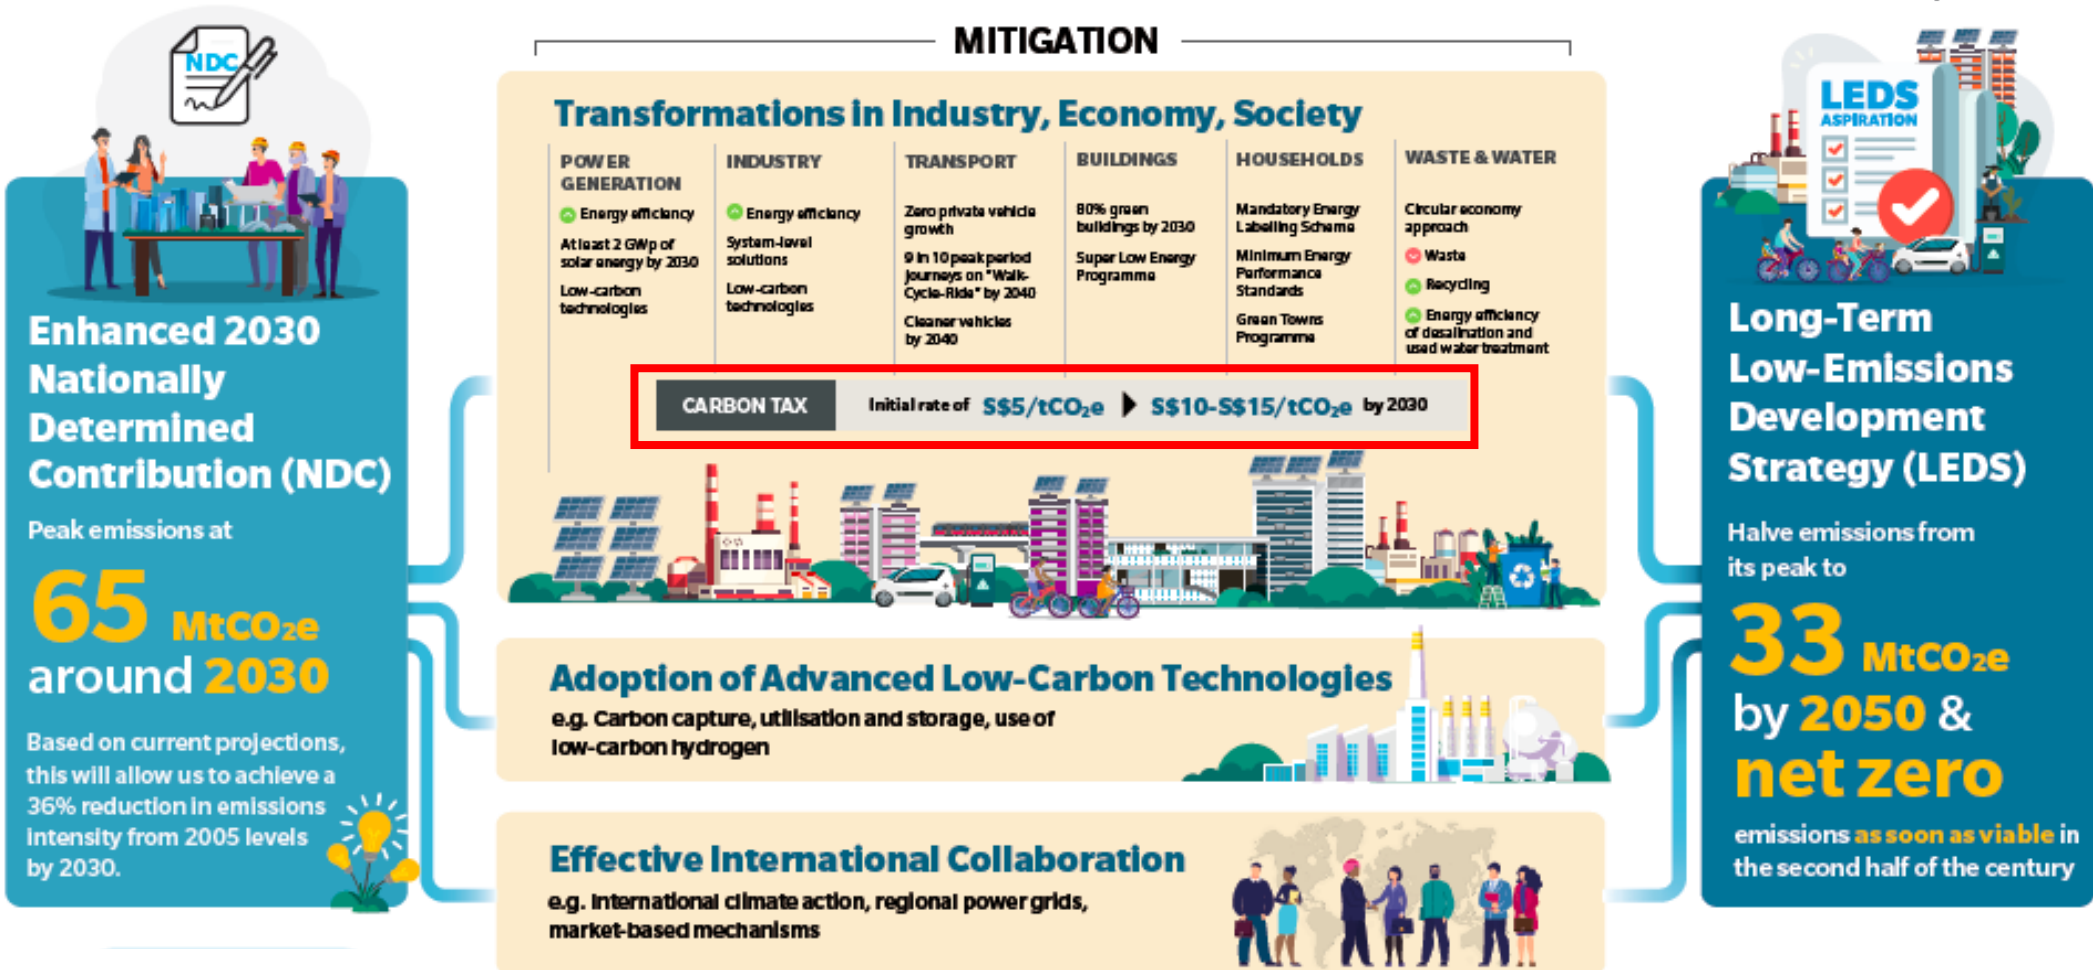 NDC
Enhanced 2030
Nationally
Determined
Contribution (NDC)
Peak emissions at
65 MtCO₂e
around 2030
Based on current projections,
this will allow us to achieve a
36% reduction in emissions
intensity from 2005 levels
by 2030.
MITIGATION
Transformations in Industry, Economy, Society
POWER
GENERATION
Energy efficiency
At least 2 GWp of
solar energy by 2030
Low-carbon
technologies
INDUSTRY
Energy efficiency
System-level
solutions
Low-carbon
technologies
TRANSPORT
Zero private vehicle
growth
9 in 10 peak period
journeys on "Walk-
Cycle-Ride" by 2040
Cleaner vehicles
by 2040
BUILDINGS
80% green
buildings by 2030
Super Low Energy
Programme
HOUSEHOLDS
Mandatory Energy
Labelling Scheme
Minimum Energy
Performance
Standards
Green Towns
Programme
WASTE & WATER
Circular economy
approach
Waste
Recycling
Energy efficiency
of desalination and
used water treatment
CARBON TAX Initial rate of S$5/tCO₂e S$10-S$15/tCO₂e by 2030
Adoption of Advanced Low-Carbon Technologies
e.g. Carbon capture, utilisation and storage, use of
low-carbon hydrogen
Effective International Collaboration
e.g. International climate action, regional power grids,
market-based mechanisms
LEDS
ASPIRATION
Long-Term
Low-Emissions
Development
Strategy (LEDS)
Halve emissions from
its peak to
33 MtCO₂e
by 2050 &
net zero
emissions as soon as viable in
the second half of the century